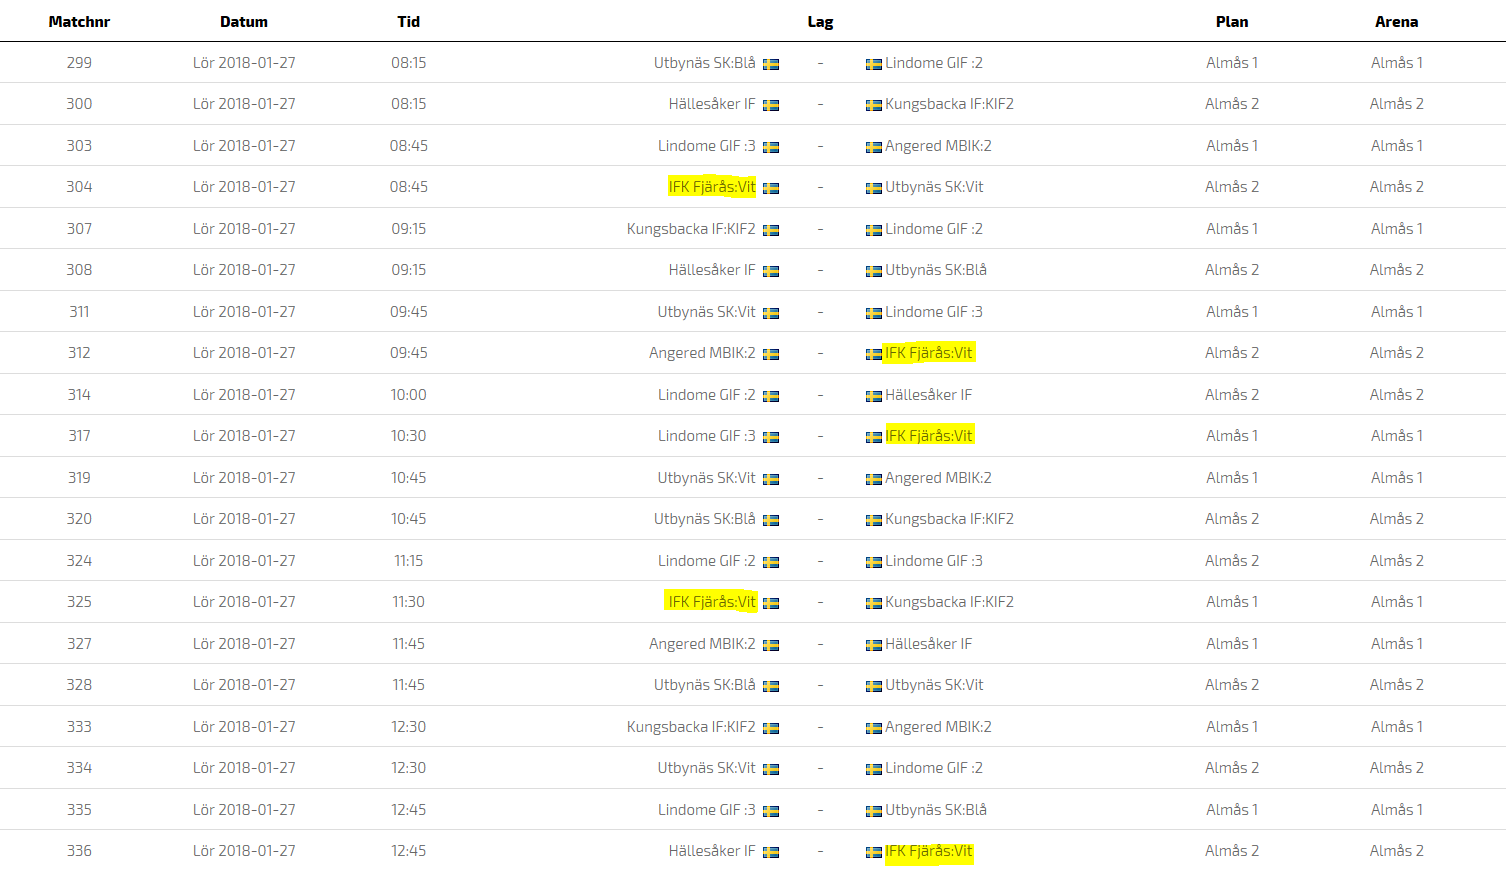 Matchnr Datum Tid Lag Plan Arena
299 Lör 2018-01-27 08:15 Utbynäs SK:Blå - Lindome GIF :2 Almås 1 Almås 1
300 Lör 2018-01-27 08:15 Hällesåker IF - Kungsbacka IF:KIF2 Almås 2 Almås 2
303 Lör 2018-01-27 08:45 Lindome GIF :3 - Angered MBIK:2 Almås 1 Almås 1
304 Lör 2018-01-27 08:45 IFK Fjärås:Vit - Utbynäs SK:Vit Almås 2 Almås 2
307 Lör 2018-01-27 09:15 Kungsbacka IF:KIF2 - Lindome GIF :2 Almås 1 Almås 1
308 Lör 2018-01-27 09:15 Hällesåker IF - Utbynäs SK:Blå Almås 2 Almås 2
311 Lör 2018-01-27 09:45 Utbynäs SK:Vit - Lindome GIF :3 Almås 1 Almås 1
312 Lör 2018-01-27 09:45 Angered MBIK:2 - IFK Fjärås:Vit Almås 2 Almås 2
314 Lör 2018-01-27 10:00 Lindome GIF :2 - Hällesåker IF Almås 2 Almås 2
317 Lör 2018-01-27 10:30 Lindome GIF :3 - IFK Fjärås:Vit Almås 1 Almås 1
319 Lör 2018-01-27 10:45 Utbynäs SK:Vit - Angered MBIK:2 Almås 1 Almås 1
320 Lör 2018-01-27 10:45 Utbynäs SK:Blå - Kungsbacka IF:KIF2 Almås 2 Almås 2
324 Lör 2018-01-27 11:15 Lindome GIF :2 - Lindome GIF :3 Almås 2 Almås 2
325 Lör 2018-01-27 11:30 IFK Fjärås:Vit - Kungsbacka IF:KIF2 Almås 1 Almås 1
327 Lör 2018-01-27 11:45 Angered MBIK:2 - Hällesåker IF Almås 1 Almås 1
328 Lör 2018-01-27 11:45 Utbynäs SK:Blå - Utbynäs SK:Vit Almås 2 Almås 2
333 Lör 2018-01-27 12:30 Kungsbacka IF:KIF2 - Angered MBIK:2 Almås 1 Almås 1
334 Lör 2018-01-27 12:30 Utbynäs SK:Vit - Lindome GIF :2 Almås 2 Almås 2
335 Lör 2018-01-27 12:45 Lindome GIF :3 - Utbynäs SK:Blå Almås 1 Almås 1
336 Lör 2018-01-27 12:45 Hällesåker IF - IFK Fjärås:Vit Almås 2 Almås 2